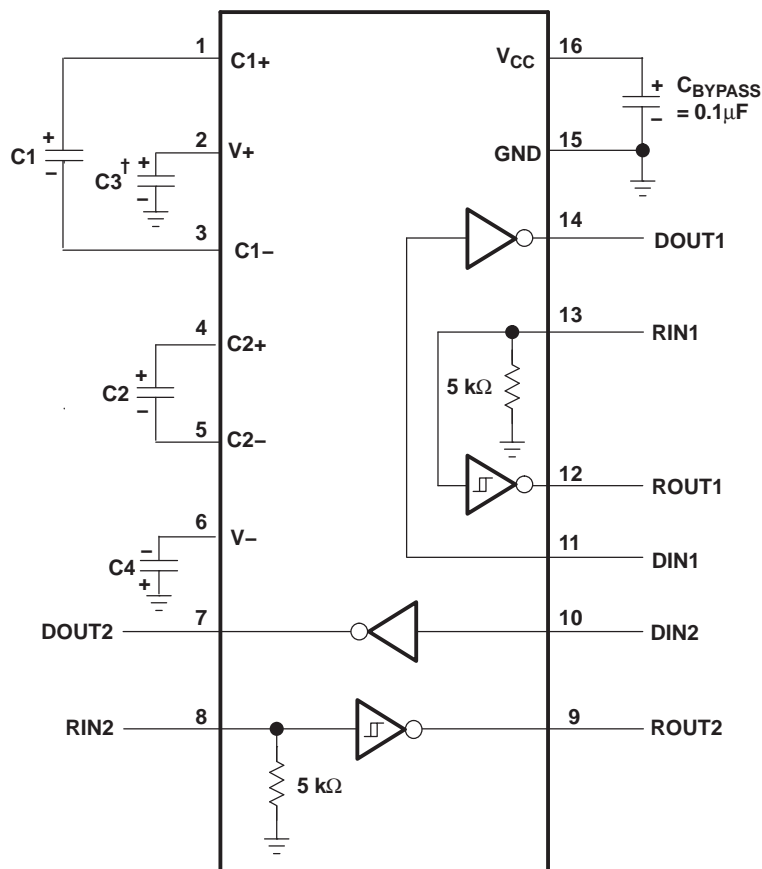 1
C1+
VCC
16
+
CBYPASS
−
= 0.1μF
2
V+
+
C1
−
C3†
+
−
GND
15
3
C1−
14
DOUT1
4
C2+
13
RIN1
+
C2
−
5 kΩ
5
C2−
12
ROUT1
6
V−
11
DIN1
−
C4
+
DOUT2
7
10
DIN2
RIN2
8
9
ROUT2
5 kΩ